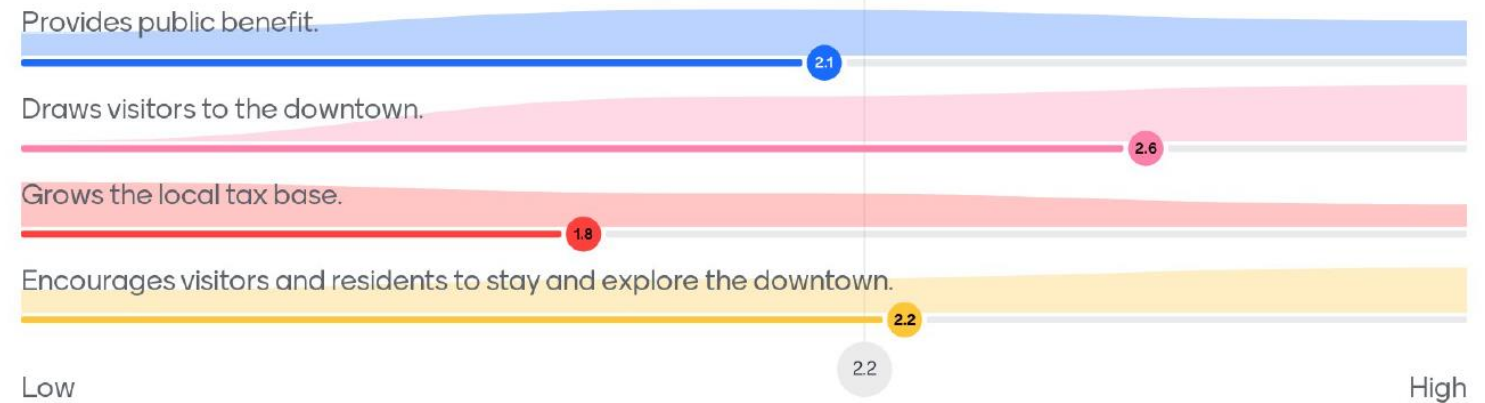 Provides public benefit.
2.1
Draws visitors to the downtown.
2.6
Grows the local tax base.
1.8
Encourages visitors and residents to stay and explore the downtown.
2.2
2.2
Low High